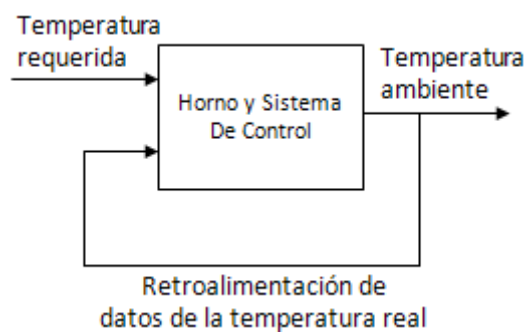 Temperatura
requerida
Horno y Sistema
De Control
Temperatura
ambiente
Retroalimentación de
datos de la temperatura real